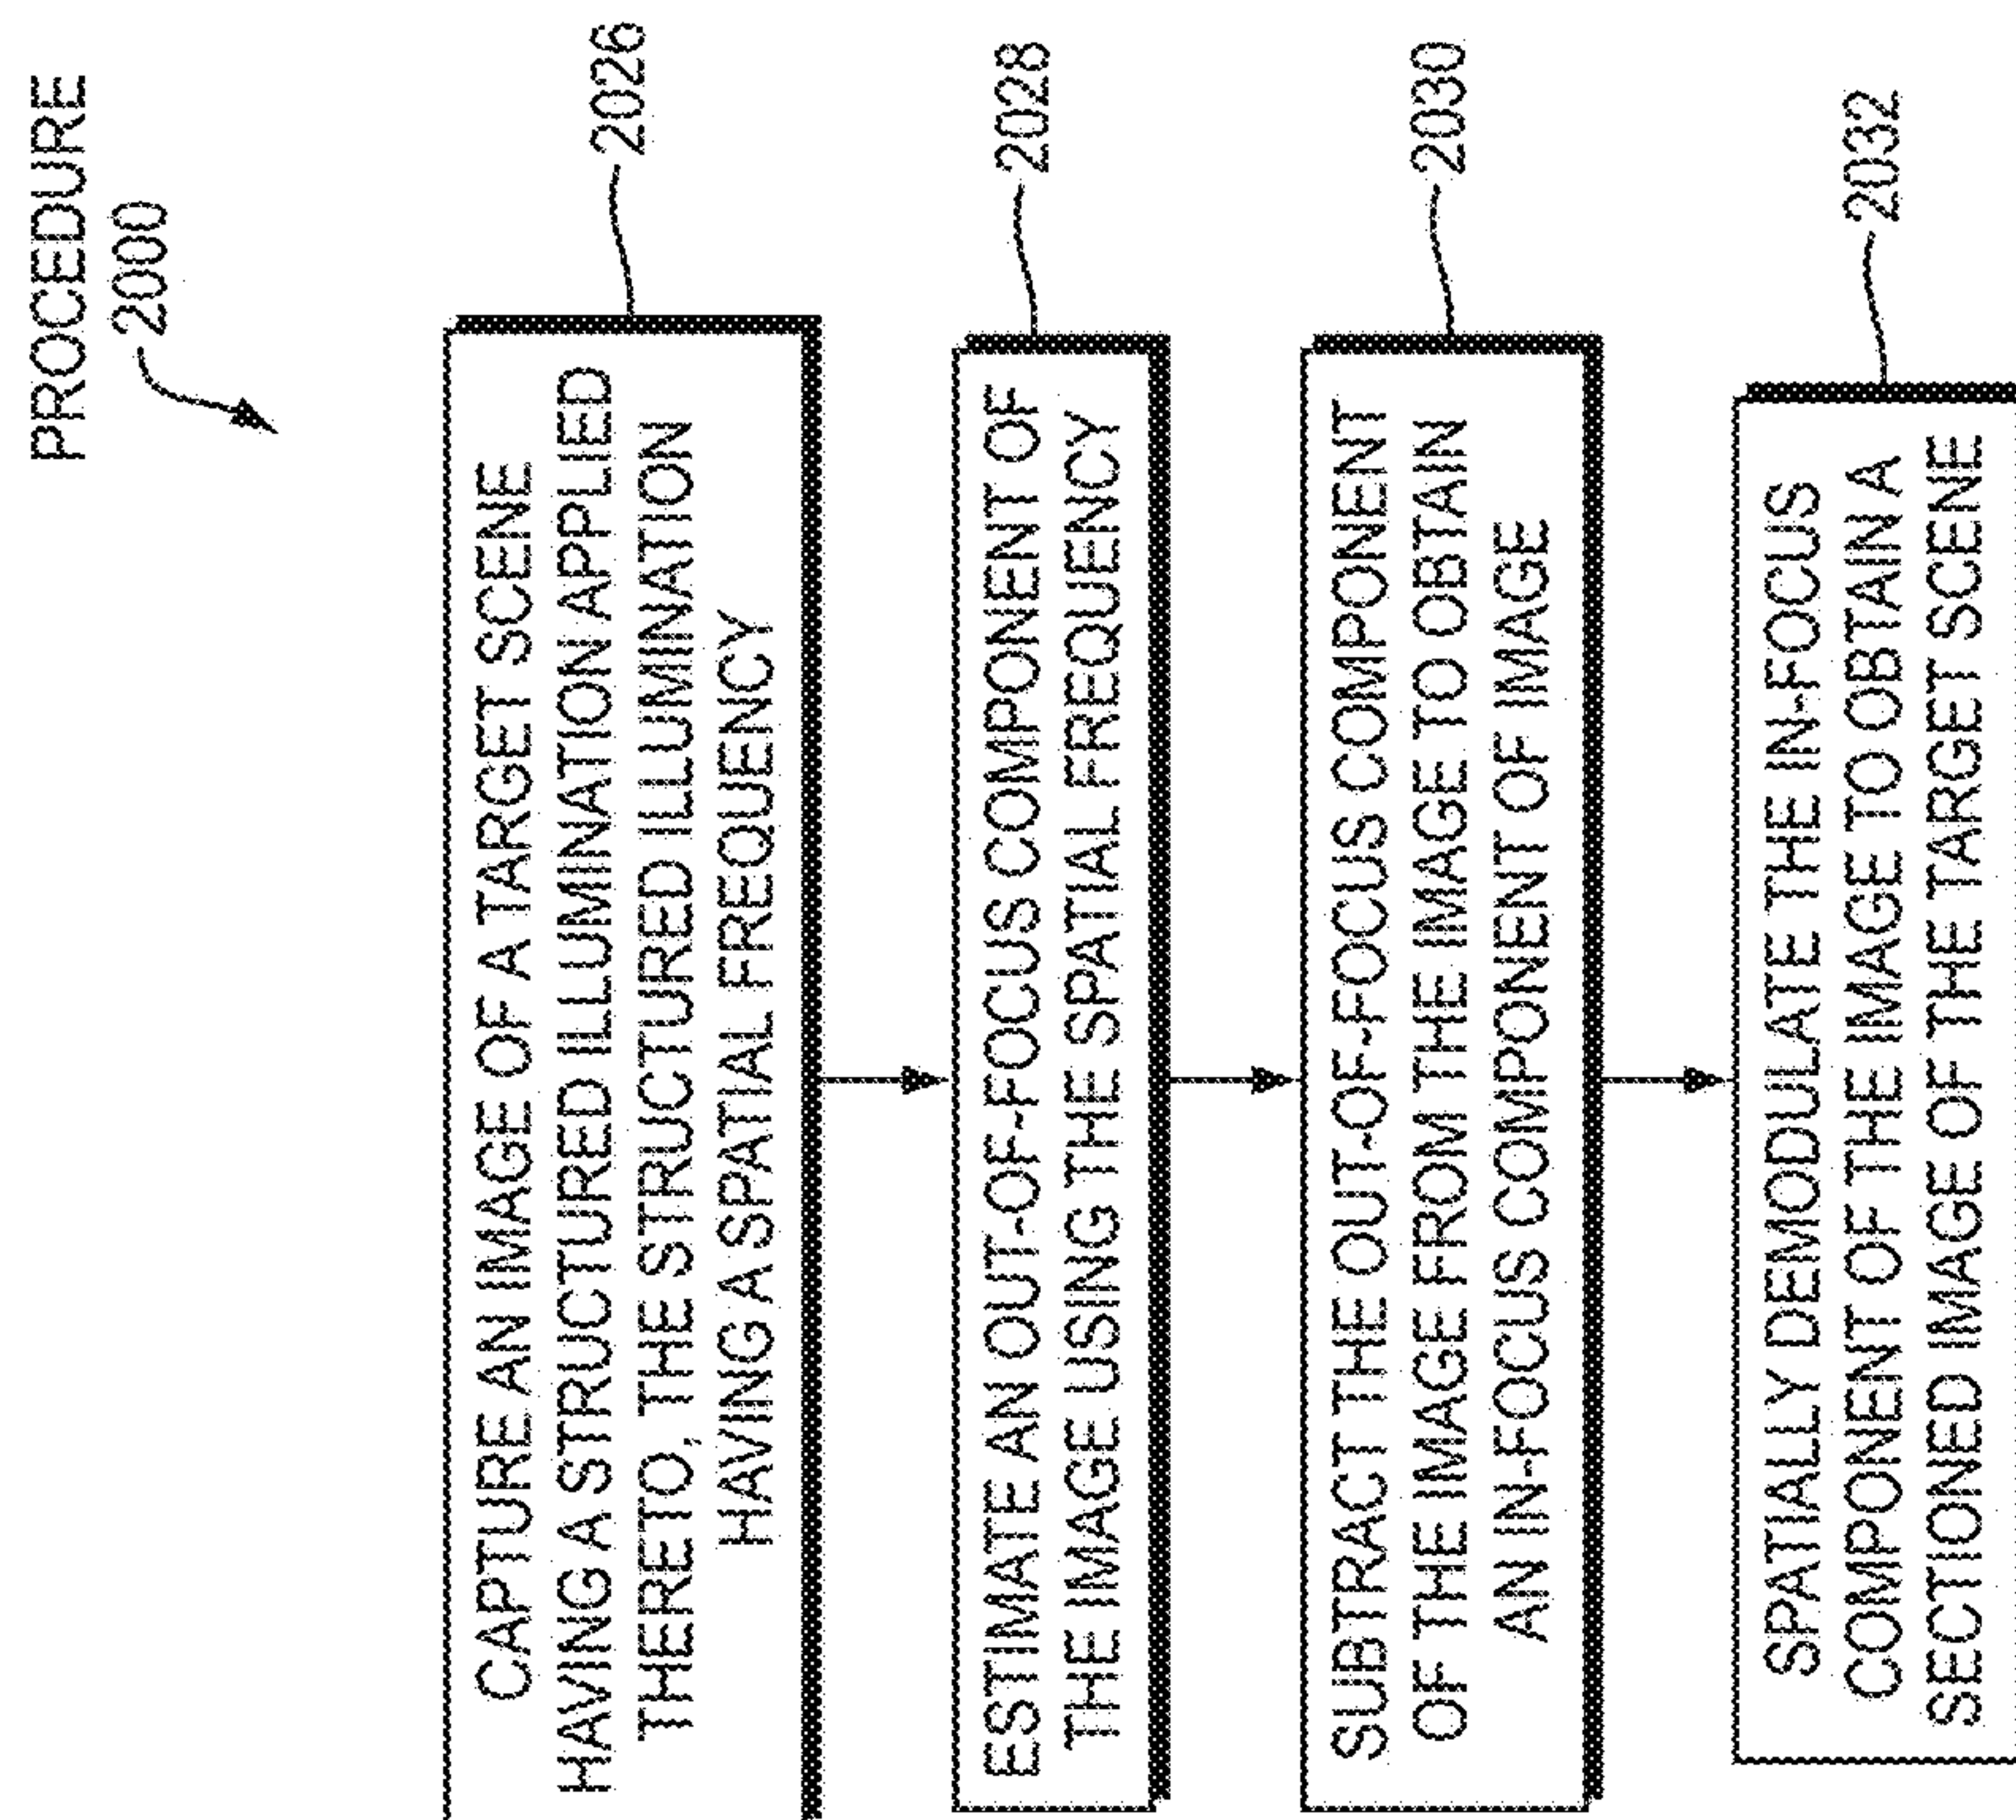 PROCEDURE
2000
CAPTURE AN IMAGE OF A TARGET SCENE
HAVING A STRUCTURED ILLUMINATION APPLIED
THERETO, THE STRUCTURED ILLUMINATION
HAVING A SPATIAL FREQUENCY
2026
ESTIMATE AN OUT-OF-FOCUS COMPONENT OF
THE IMAGE USING THE SPATIAL FREQUENCY
2028
SUBTRACT THE OUT-OF-FOCUS COMPONENT
OF THE IMAGE FROM THE IMAGE TO OBTAIN
AN IN-FOCUS COMPONENT OF IMAGE
2030
SPATIALLY DEMODULATE THE IN-FOCUS
COMPONENT OF THE IMAGE TO OBTAIN A
SECTIONED IMAGE OF THE TARGET SCENE
2032